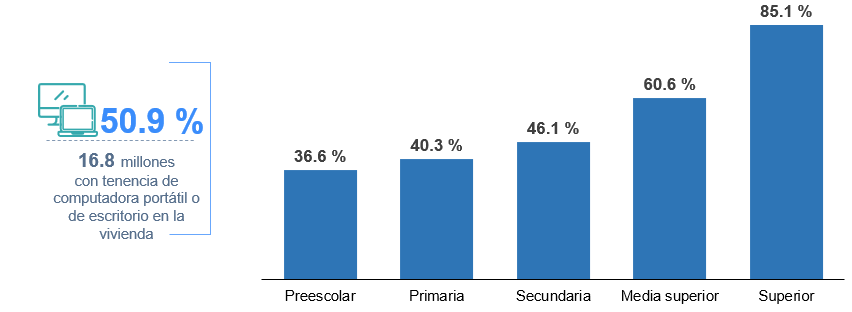 50.9 %
16.8 millones
con tenencia de
computadora portátil o
de escritorio en la
vivienda
36.6 %
40.3 %
46.1 %
60.6 %
85.1 %
Preescolar
Primaria
Secundaria
Media superior
Superior